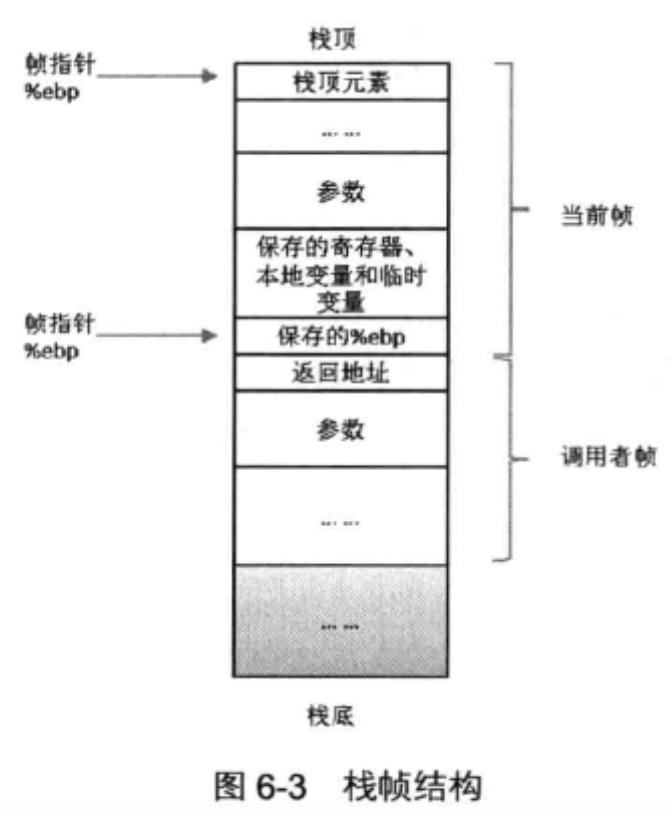 栈顶
帧指针
%ebp
栈顶元素
… …
参数
当前帧
保存的寄存器、
本地变量和临时
变量
帧指针
%ebp
保存的%ebp
返回地址
参数
调用者帧
… …
… …
栈底
图 6-3 栈帧结构